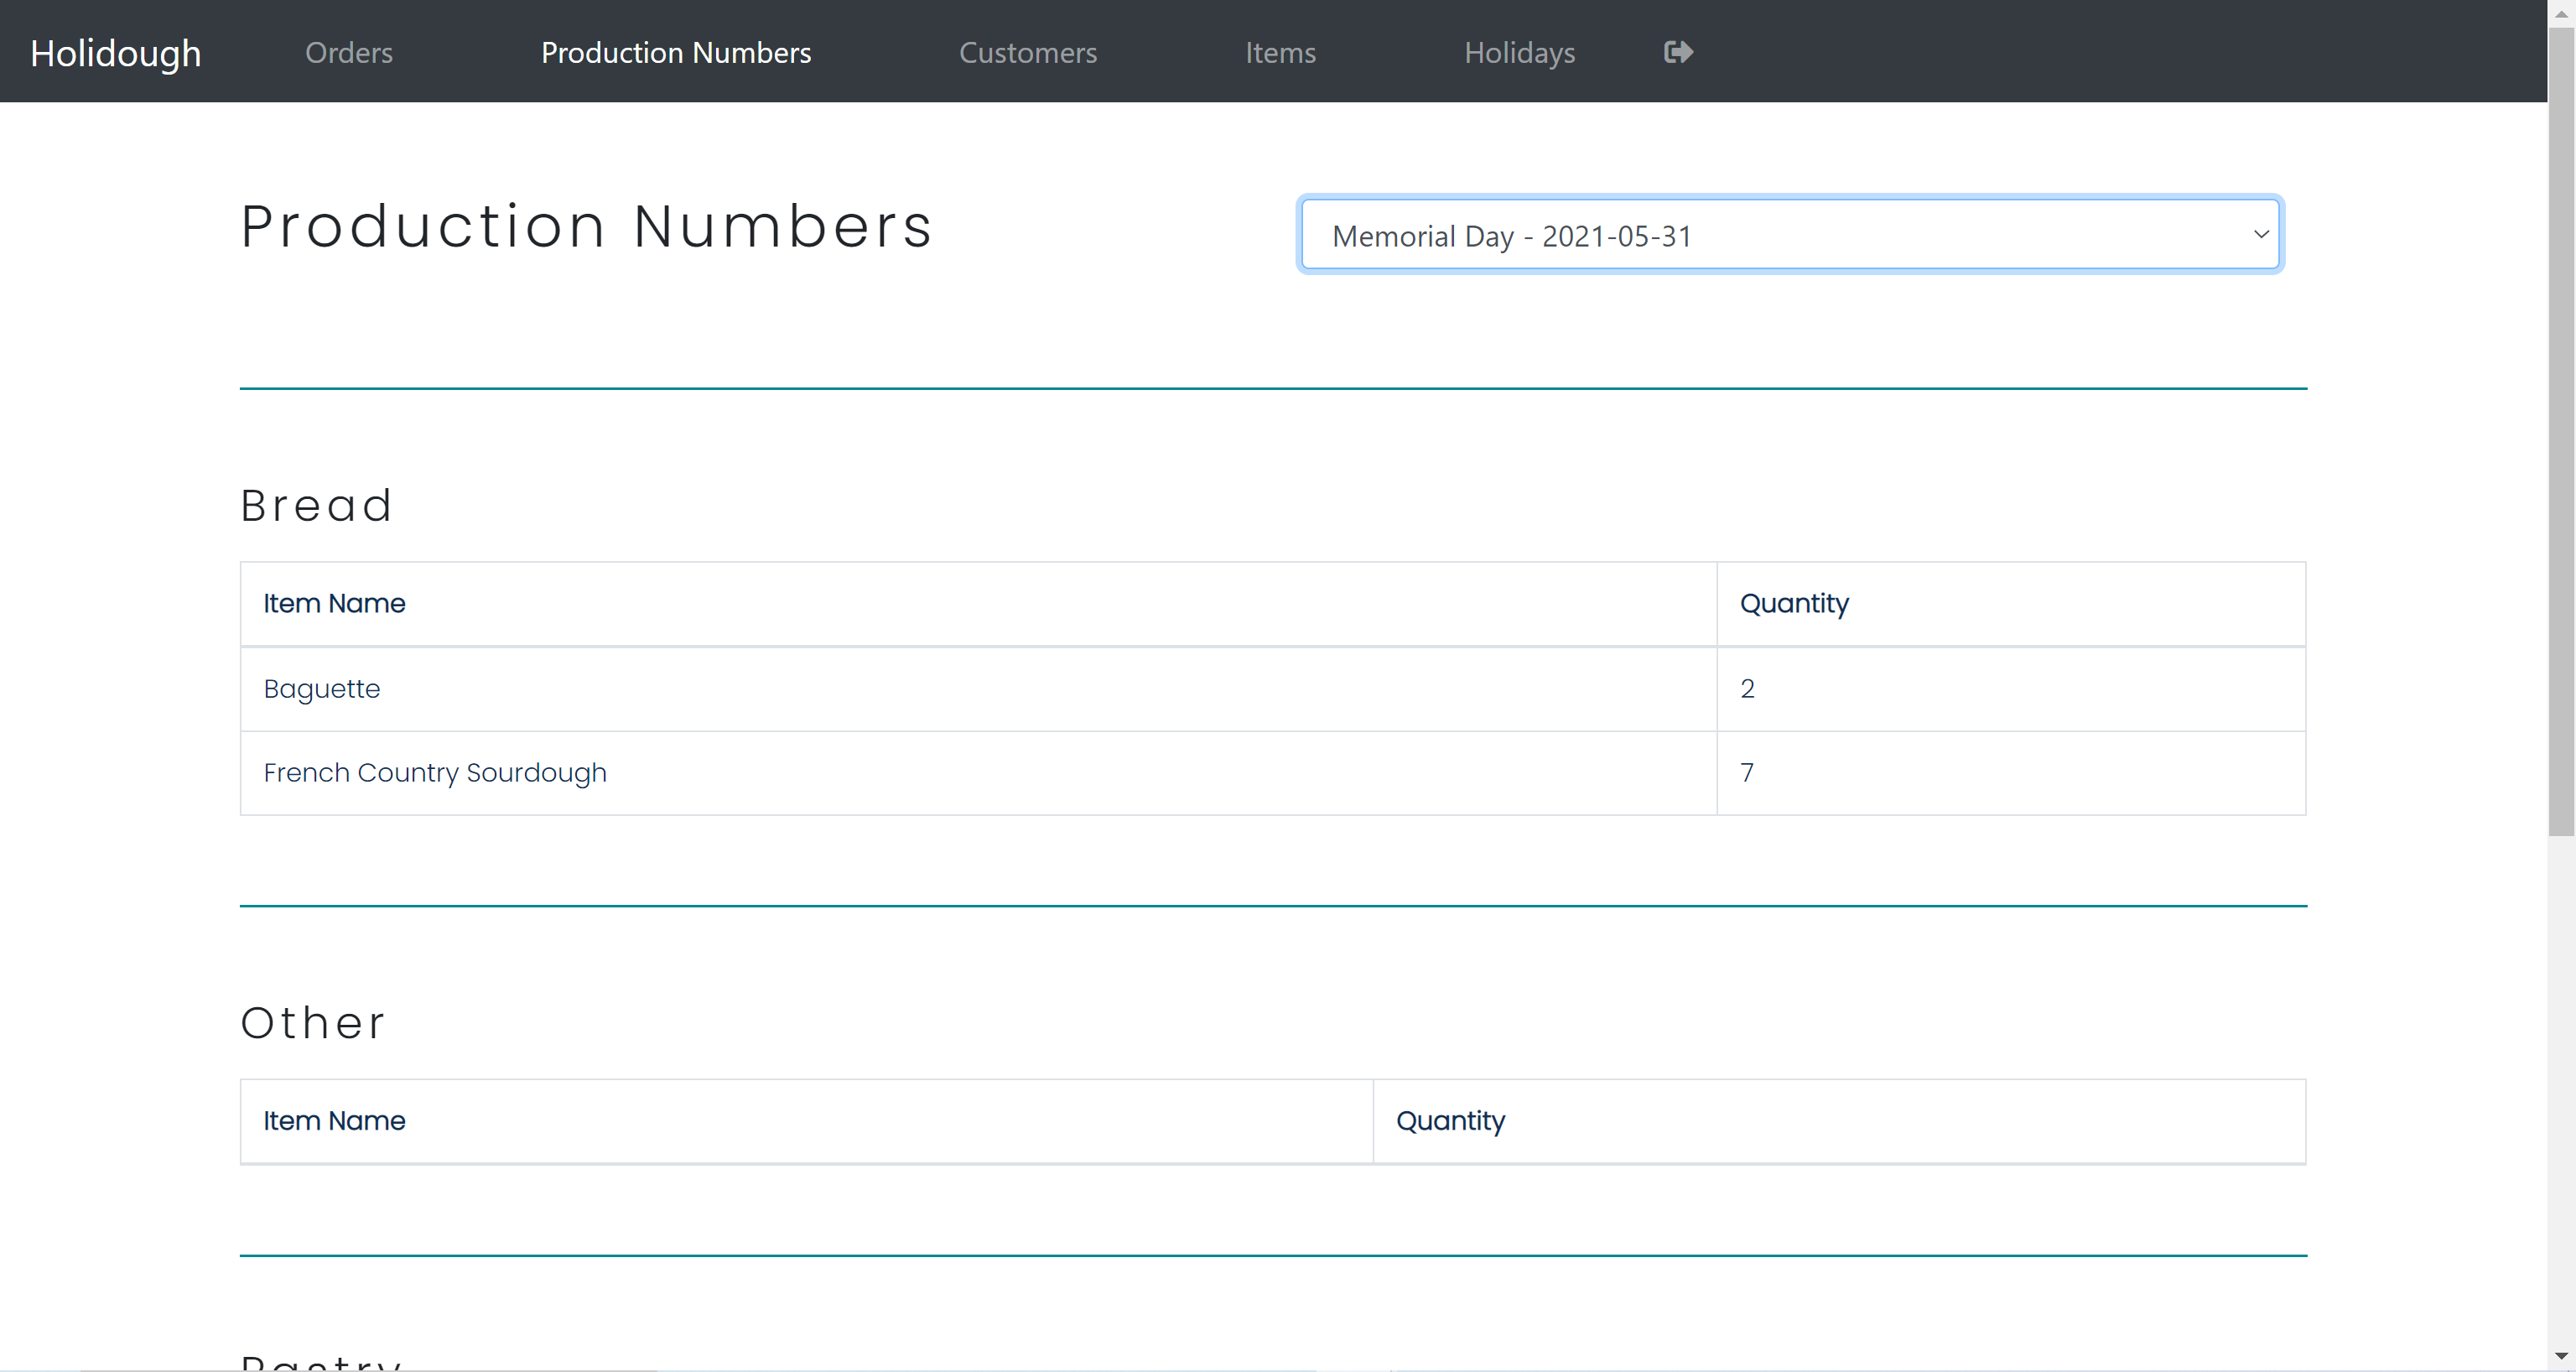 Holidough Orders Production Numbers Customers Items Holidays
Production Numbers
Memorial Day - 2021-05-31
Bread
Item Name Quantity
Baguette 2
French Country Sourdough 7
Other
Item Name Quantity
Pastry